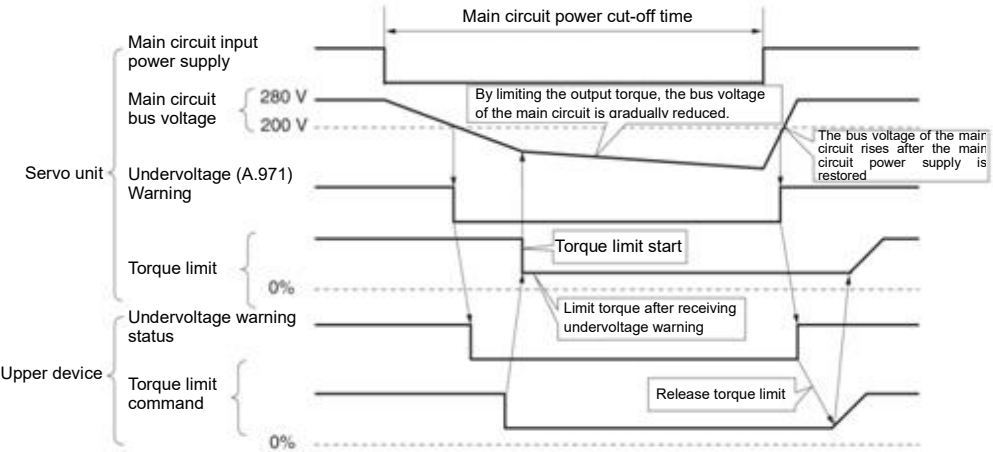 Main circuit power cut-off time
Main circuit input
power supply
Main circuit
bus voltage
280 V
200 V
By limiting the output torque, the bus voltage
of the main circuit is gradually reduced.
The bus voltage of the main
circuit rises after the main
circuit power supply is
restored
Servo unit
Undervoltage (A.971)
Warning
Torque limit
0%
Torque limit start
Limit torque after receiving
undervoltage warning
Undervoltage warning
status
Upper device
Torque limit
command
0%
Release torque limit